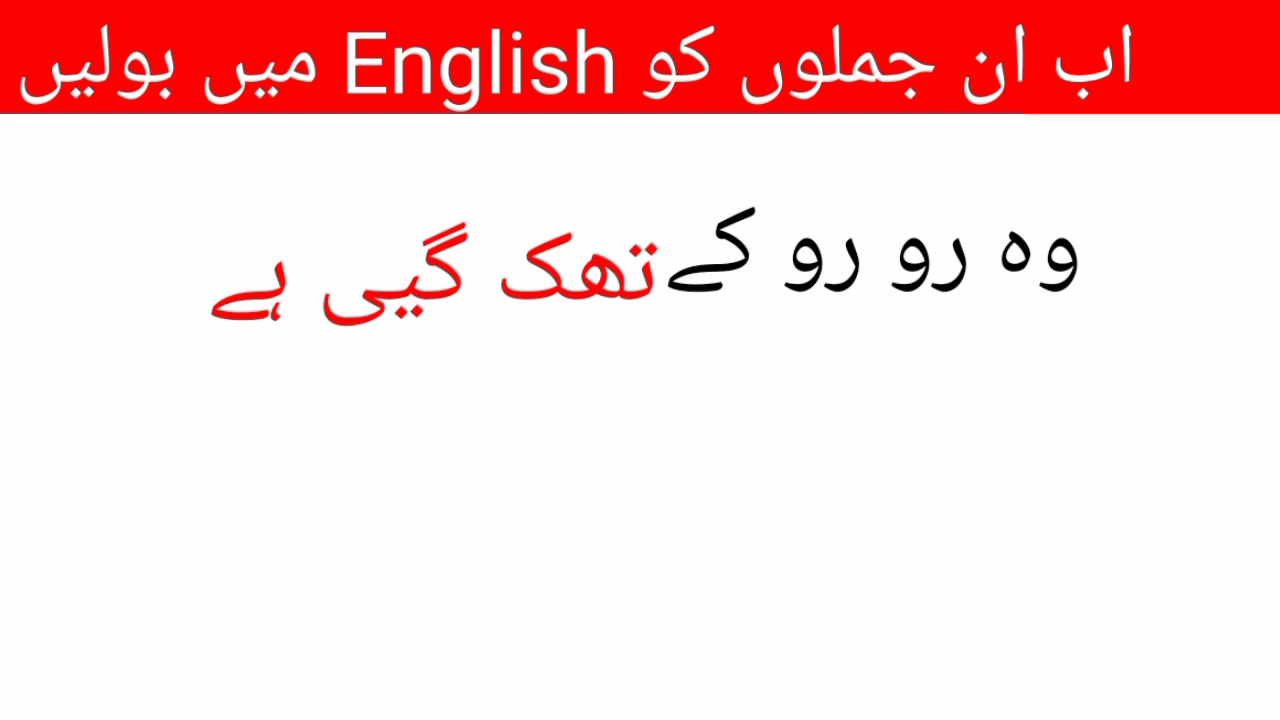 اب ان جملوں کو English میں بولیں
وہ رو رو کے تھک گیی ہے